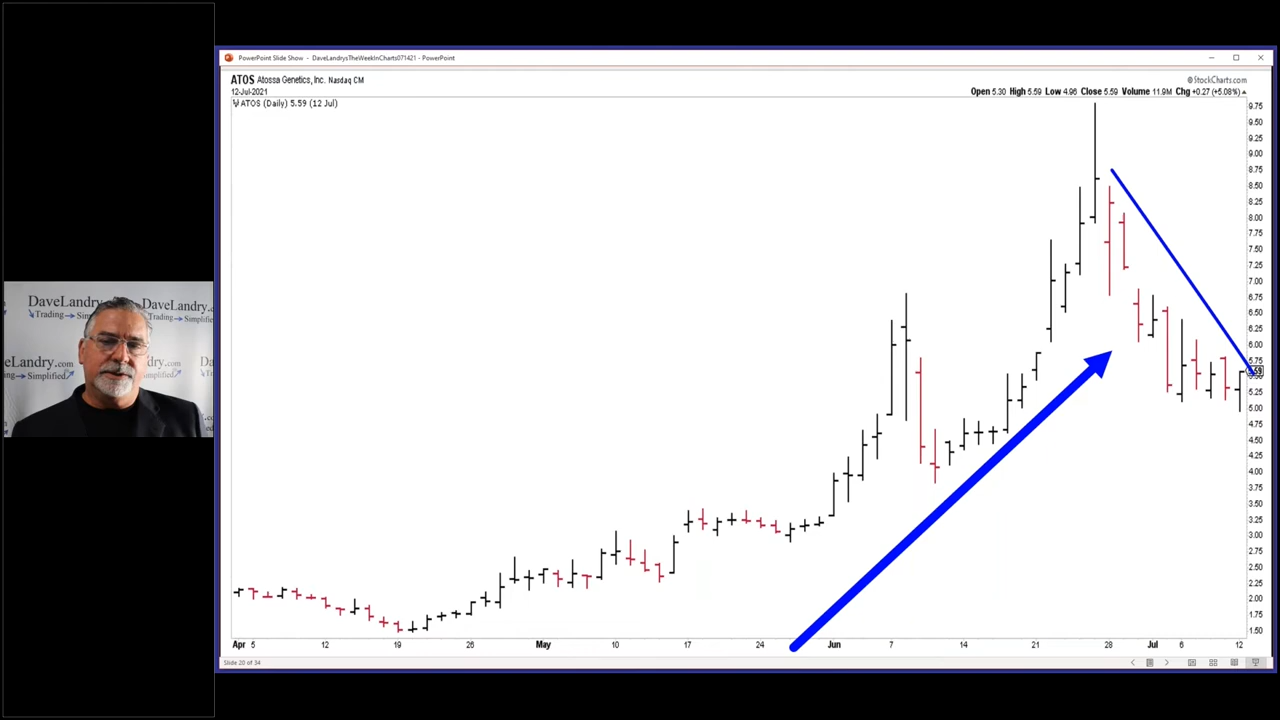 PowerPoint Slide Show - DaveLandrysTheWeekInCharts071421 - PowerPoint
ATOS Atossa Genetics, Inc. Nasdaq CM
© StockCharts.com
12-Jul-2021
Open 5.30 High 5.59 Low 4.96 Close 5.59 Volume 11.9M Chg +0.27 (+5.08%)
ATOS (Daily) 5.59 (12 Jul)
9.75
9.50
9.25
9.00
8.75
8.50
8.25
8.00
7.75
7.50
7.25
7.00
6.75
6.50
6.25
6.00
5.75
5.59
5.00
4.75
4.50
4.25
4.00
3.75
3.50
3.25
3.00
2.75
2.50
2.25
2.00
1.75
1.50
Apr 5 12 19 26 May 10 17 24 Jun 7 14 21 28 Jul 6 12
Slide 20 of 34
DaveLandry.com
Trading
DaveLandry.
Trading
Simplified
.com
Simplified